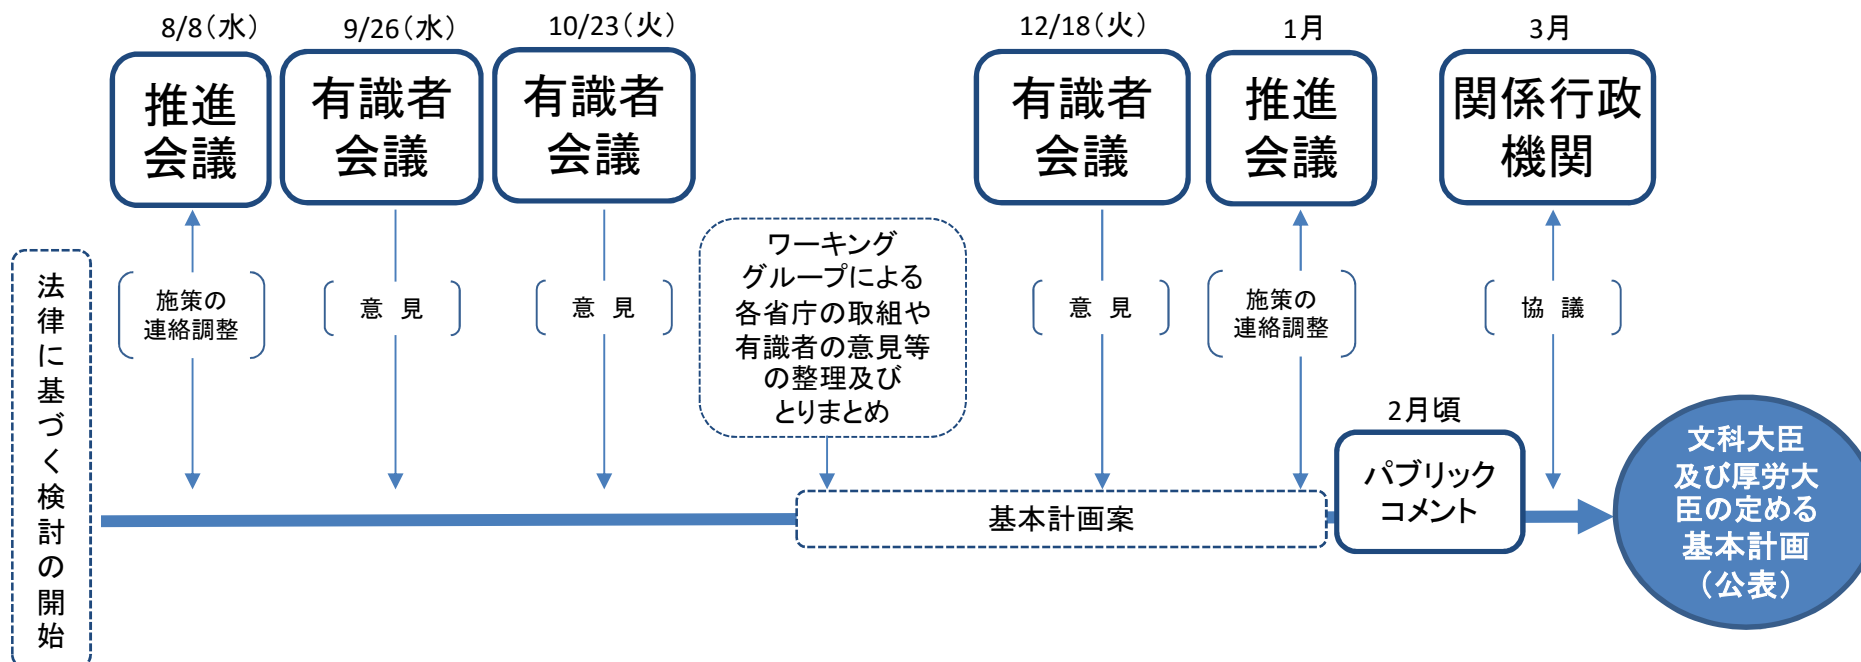 8/8(水)
推進
会議
施策の
連絡調整
9/26(水)
有識者
会議
意 見
10/23(火)
有識者
会議
意 見
ワーキング
グループによる
各省庁の取組や
有識者の意見等
の整理及び
とりまとめ
12/18(火)
有識者
会議
意 見
1月
推進
会議
施策の
連絡調整
3月
関係行政
機関
協 議
法律に基づく検討の開始
基本計画案
2月頃
パブリック
コメント
文科大臣
及び厚労大
臣の定める
基本計画
(公表)